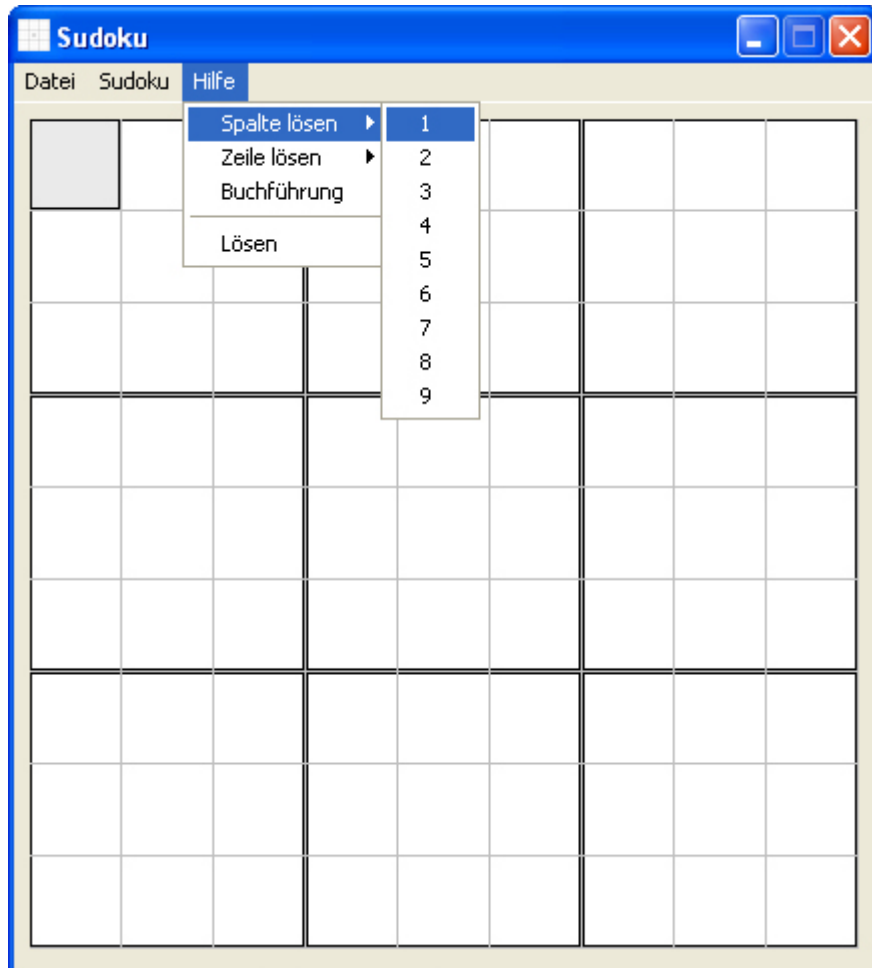 Sudoku
Datei Sudoku Hilfe
Spalte lösen
Zeile lösen
Buchführung
Lösen
1
2
3
4
5
6
7
8
9